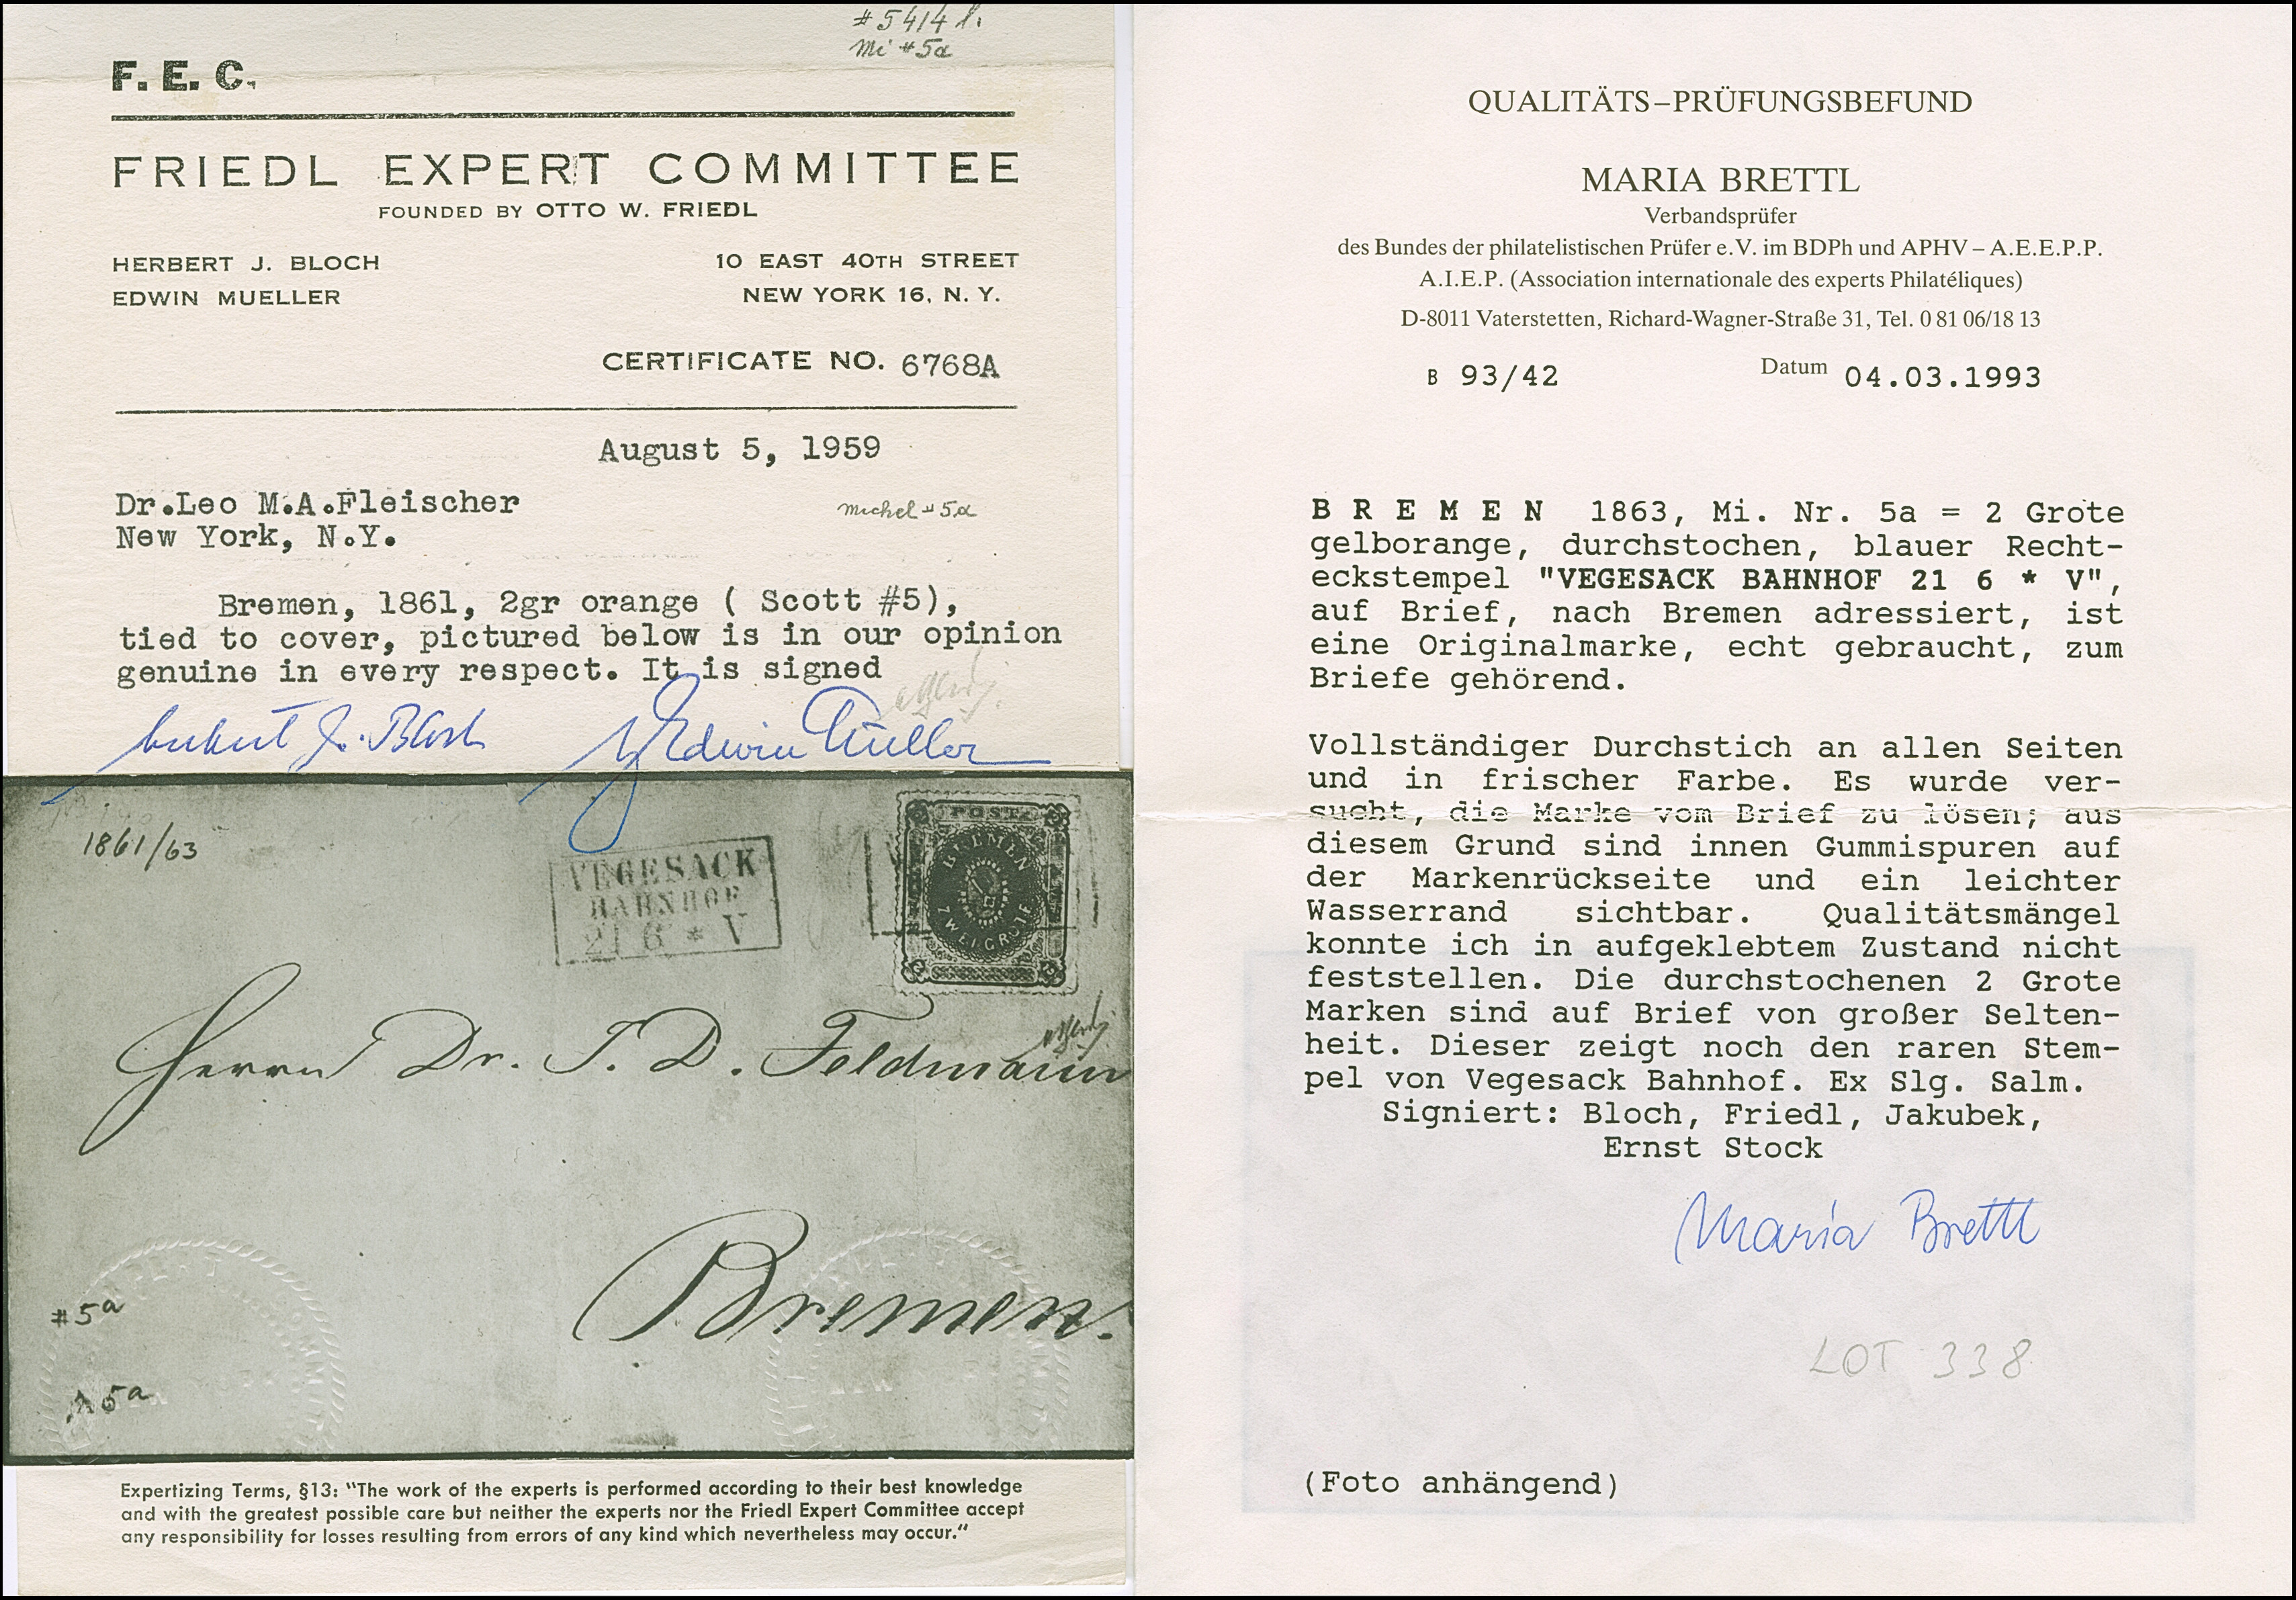 #5414
Mi #5a
F. E. C.
FRIEDL EXPERT COMMITTEE
FOUNDED BY OTTO W. FRIEDL
HERBERT J. BLOCH
EDWIN MUELLER
10 EAST 40TH STREET
NEW YORK 16, N. Y.
CERTIFICATE NO. 6768A
August 5, 1959
Dr.Leo M.A.Fleischer
New York, N.Y.
Michel #5a
Bremen, 1861, 2gr orange ( Scott #5),
tied to cover, pictured below is in our opinion
genuine in every respect. It is signed
Herbert J. Bloch
Edwin Müller
1861/63
VEGESACK
BAHNHOF
21 6 * V
POST
BREMEN
ZWEI GROTE
Herrn Dr. J. D. Feldmann
Bremen.
#5a
5a
Expertizing Terms, §13: "The work of the experts is performed according to their best knowledge
and with the greatest possible care but neither the experts nor the Friedl Expert Committee accept
any responsibility for losses resulting from errors of any kind which nevertheless may occur."
QUALITÄTS–PRÜFUNGSBEFUND
MARIA BRETTL
Verbandsprüfer
des Bundes der philatelistischen Prüfer e.V. im BDPh und APHV – A.E.E.P.P.
A.I.E.P. (Association internationale des experts Philatéliques)
D-8011 Vaterstetten, Richard-Wagner-Straße 31, Tel. 0 81 06/18 13
B 93/42
Datum 04.03.1993
B R E M E N 1863, Mi. Nr. 5a = 2 Grote
gelborange, durchstochen, blauer Recht-
eckstempel "VEGESACK BAHNHOF 21 6 * V",
auf Brief, nach Bremen adressiert, ist
eine Originalmarke, echt gebraucht, zum
Briefe gehörend.
Vollständiger Durchstich an allen Seiten
und in frischer Farbe. Es wurde ver-
sucht, die Marke vom Brief zu lösen; aus
diesem Grund sind innen Gummispuren auf
der Markenrückseite und ein leichter
Wasserrand sichtbar. Qualitätsmängel
konnte ich in aufgeklebtem Zustand nicht
feststellen. Die durchstochenen 2 Grote
Marken sind auf Brief von großer Selten-
heit. Dieser zeigt noch den raren Stem-
pel von Vegesack Bahnhof. Ex Slg. Salm.
Signiert: Bloch, Friedl, Jakubek,
Ernst Stock
Maria Brettl
LOT 338
(Foto anhängend)